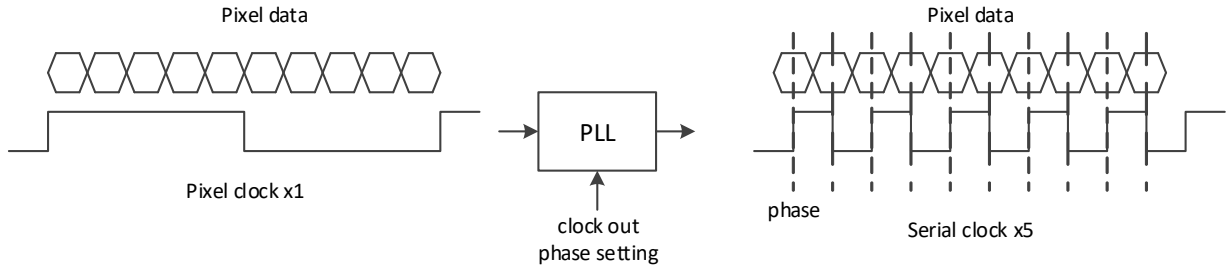 Pixel data
Pixel clock x1
PLL
clock out
phase setting
Pixel data
phase
Serial clock x5